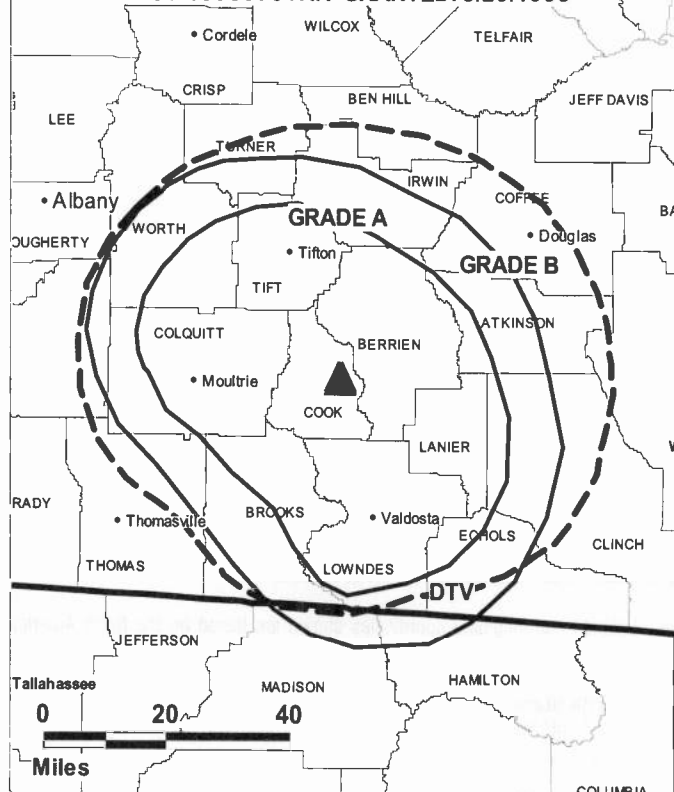 WILCOX
Cordele
TELFAIR
CRISP
BEN HILL
JEFF DAVIS
LEE
TURNER
IRWIN
COFFEE
Albany
WORTH
GRADE A
BA
OUGHERTY
Douglas
Tifton
GRADE B
TIFT
ATKINSON
COLQUITT
BERRIEN
Moultrie
COOK
LANIER
RADY
BROOKS
Thomasville
Valdosta
ECHOLS
CLINCH
THOMAS
LOWNDES
DTV
JEFFERSON
Tallahassee
MADISON
HAMILTON
0 20 40
Miles
COLUMBIA